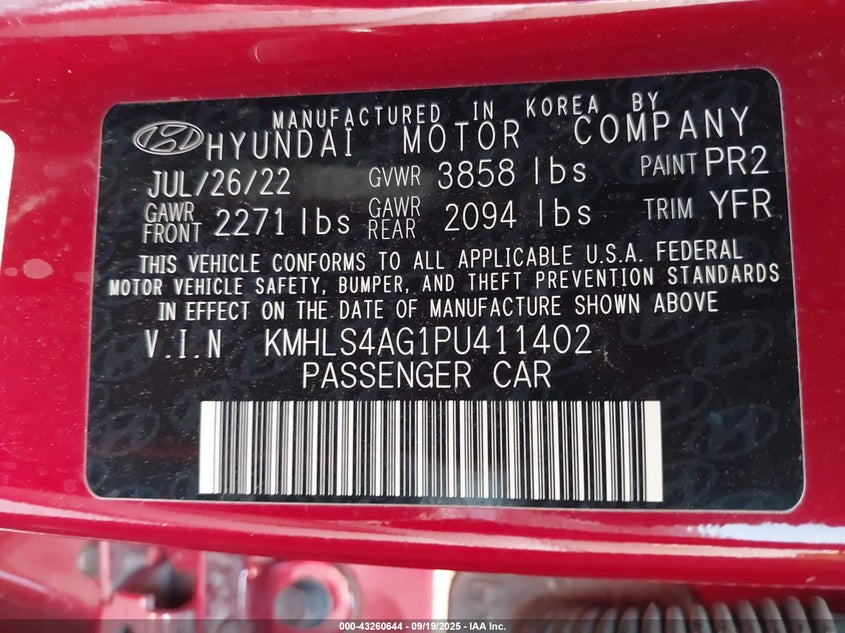 MANUFACTURED IN KOREA BY
HYUNDAI MOTOR COMPANY
JUL/26/22 GVWR 3858 lbs PAINT PR2
GAWR FRONT 2271 lbs GAWR REAR 2094 lbs TRIM YFR
THIS VEHICLE CONFORMS TO ALL APPLICABLE U.S.A. FEDERAL
MOTOR VEHICLE SAFETY, BUMPER, AND THEFT PREVENTION STANDARDS
IN EFFECT ON THE DATE OF MANUFACTURE SHOWN ABOVE
V.I.N KMHLS4AG1PU411402
PASSENGER CAR
000-43260644 - 09/19/2025 - IAA Inc.